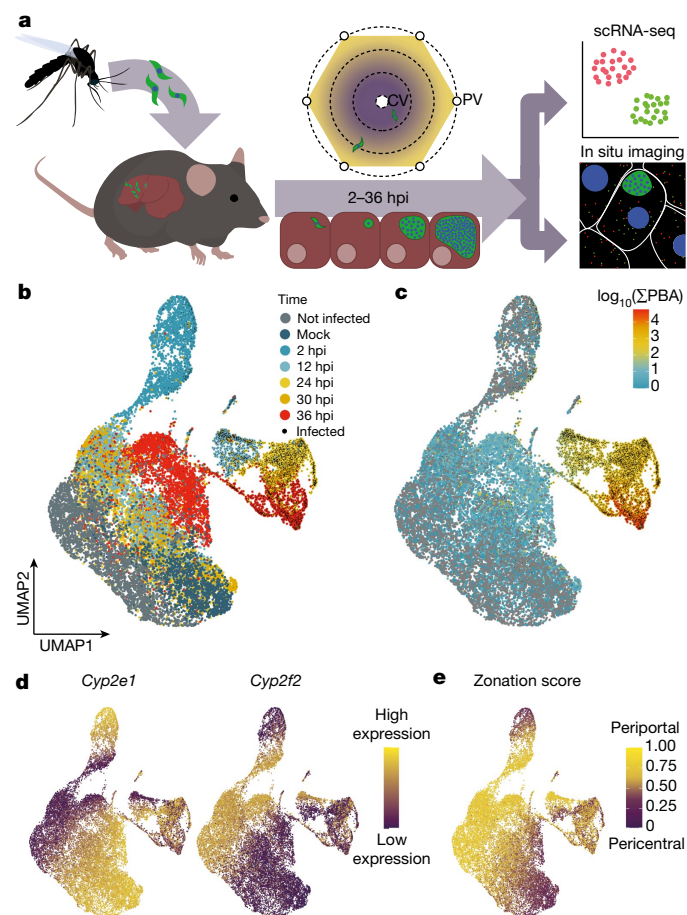 a
scRNA-seq
CV
PV
In situ imaging
2–36 hpi
b
Time
Not infected
Mock
2 hpi
12 hpi
24 hpi
30 hpi
36 hpi
Infected
UMAP2
UMAP1
c
log10(∑PBA)
4
3
2
1
0
d
Cyp2e1
Cyp2f2
High
expression
Low
expression
e
Zonation score
Periportal
1.00
0.75
0.50
0.25
0
Pericentral